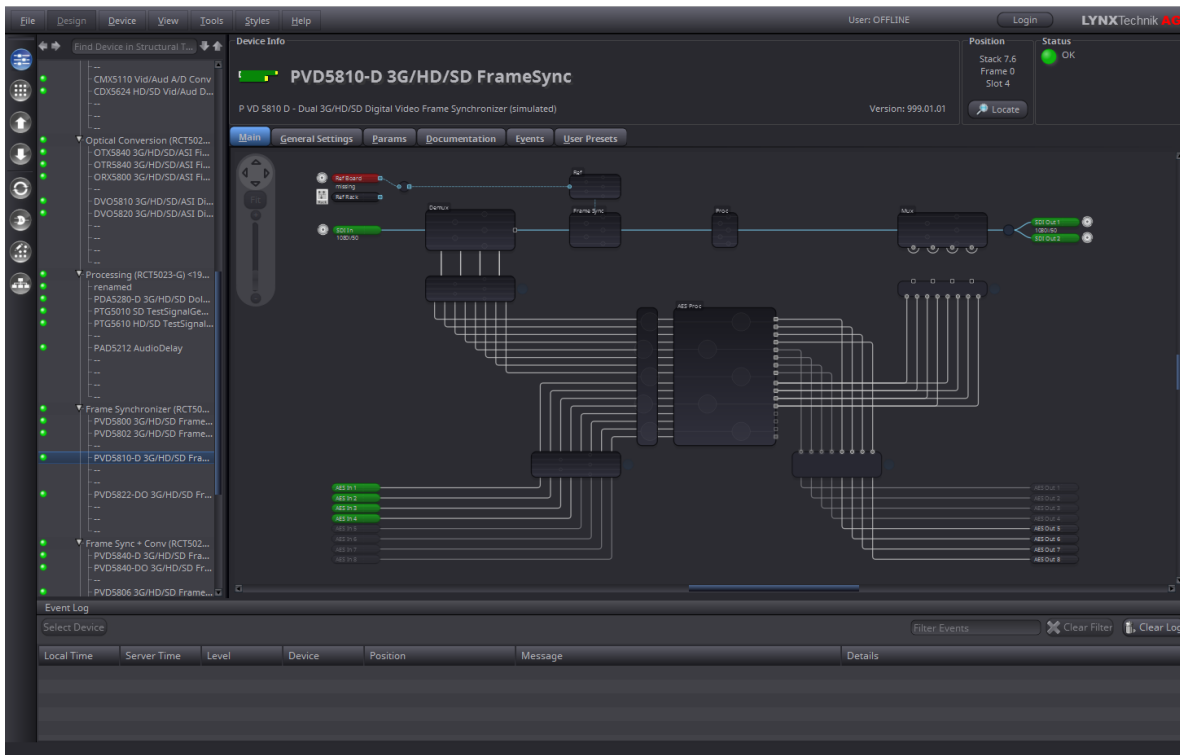 File Design Device View Tools Styles Help User: OFFLINE Login LYNXTechnik AG
Find Device in Structural T...
--
CMX5110 Vid/Aud A/D Conv
CDX5624 HD/SD Vid/Aud D...
--
--
--
Optical Conversion (RCT502...
OTX5840 3G/HD/SD/ASI Fi...
OTR5840 3G/HD/SD/ASI Fi...
ORX5800 3G/HD/SD/ASI Fi...
--
DVO5810 3G/HD/SD/ASI Di...
DVO5820 3G/HD/SD/ASI Di...
--
--
--
Processing (RCT5023-G) <19...
renamed
PDA5280-D 3G/HD/SD Dol...
PTG5010 SD TestSignalGe...
PTG5610 HD/SD TestSignal...
--
PAD5212 AudioDelay
--
--
--
--
Frame Synchronizer (RCT50...
PVD5800 3G/HD/SD Frame...
PVD5802 3G/HD/SD Frame...
--
PVD5810-D 3G/HD/SD Fra...
--
--
PVD5822-DO 3G/HD/SD Fr...
--
--
--
Frame Sync + Conv (RCT502...
PVD5840-D 3G/HD/SD Fra...
PVD5840-DO 3G/HD/SD Fr...
--
PVD5806 3G/HD/SD Frame...
Device Info
PVD5810-D 3G/HD/SD FrameSync
P VD 5810 D - Dual 3G/HD/SD Digital Video Frame Synchronizer (simulated) Version: 999.01.01
Position
Stack 7.6
Frame 0
Slot 4
Locate
Status
OK
Main General Settings Params Documentation Events User Presets
Fit
Ref Board
missing
Ref Rack
Ref
Demux
Frame Sync
Proc
Mux
SDI In
1080i/50
SDI Out 1
1080i/50
SDI Out 2
AES Proc
AES In 1
AES In 2
AES In 3
AES In 4
AES In 5
AES In 6
AES In 7
AES In 8
AES Out 1
AES Out 2
AES Out 3
AES Out 4
AES Out 5
AES Out 6
AES Out 7
AES Out 8
Event Log
Select Device Filter Events Clear Filter Clear Log
Local Time Server Time Level Device Position Message Details